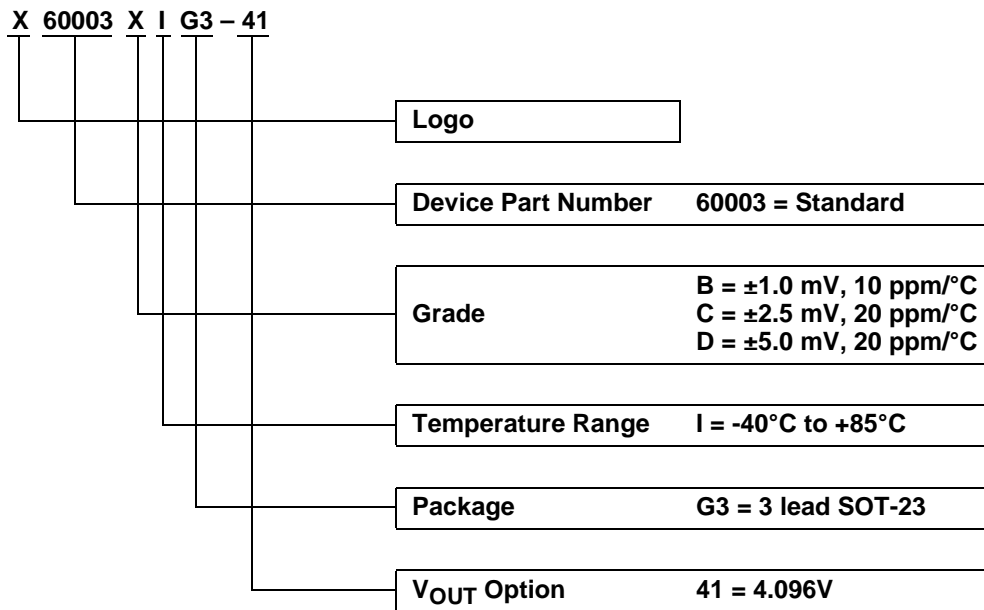 X 60003 X I G3 – 41
Logo
Device Part Number 60003 = Standard
B = ±1.0 mV, 10 ppm/°C
Grade C = ±2.5 mV, 20 ppm/°C
D = ±5.0 mV, 20 ppm/°C
Temperature Range I = -40°C to +85°C
Package G3 = 3 lead SOT-23
VOUT Option 41 = 4.096V